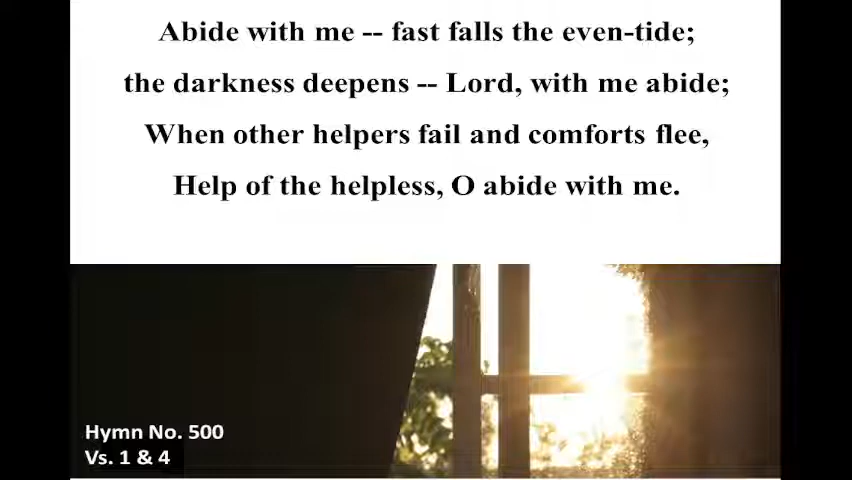 Abide with me -- fast falls the even-tide;
the darkness deepens -- Lord, with me abide;
When other helpers fail and comforts flee,
Help of the helpless, O abide with me.
Hymn No. 500
Vs. 1 & 4